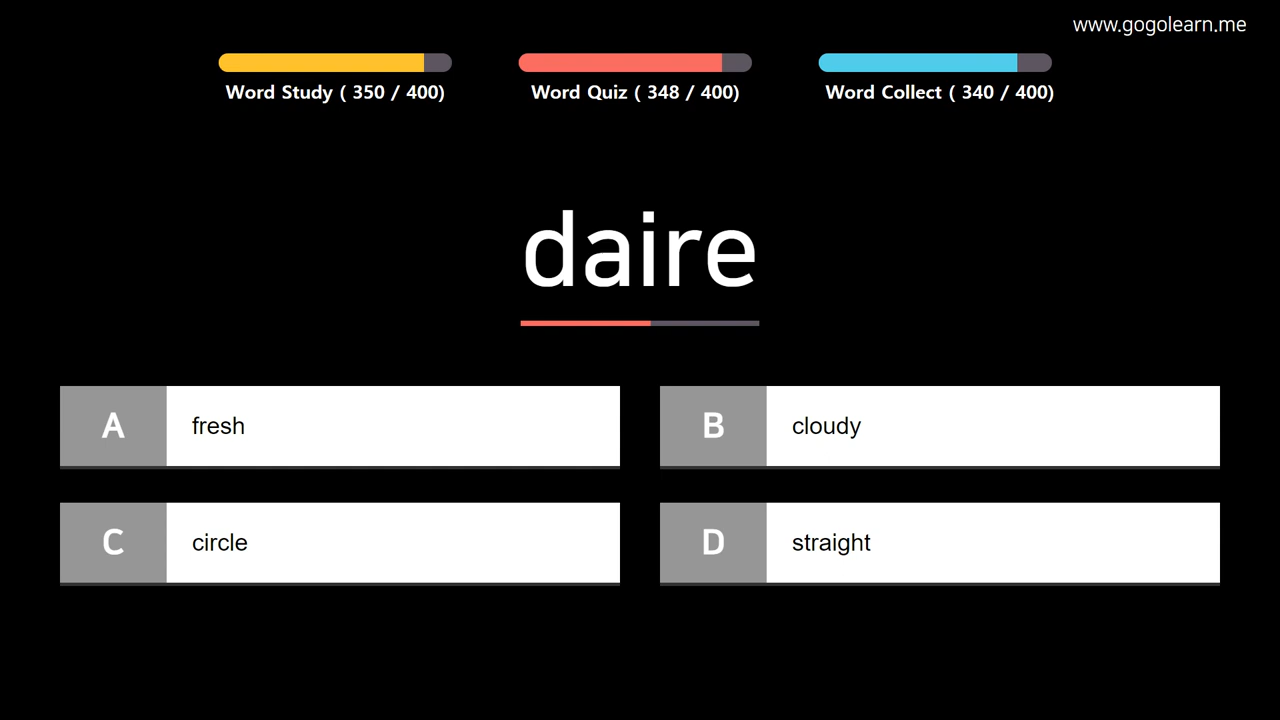 www.gogolearn.me
Word Study ( 350 / 400)
Word Quiz ( 348 / 400)
Word Collect ( 340 / 400)
daire
A fresh
B cloudy
C circle
D straight